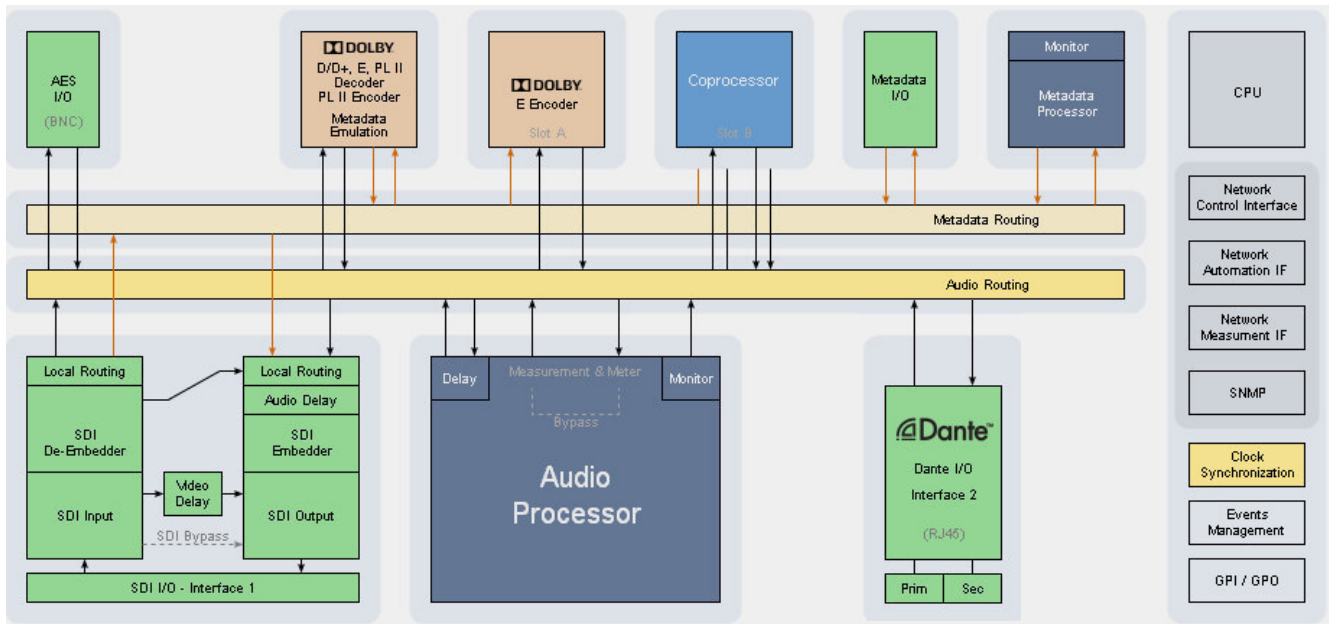 AES
I/O
(BNC)
DOLBY
D/D+, E, PL II
Decoder
PL II Encoder
Metadata
Emulation
DOLBY
E Encoder
Slot A
Coprocessor
Slot B
Metadata
I/O
Monitor
Metadata
Processor
CPU
Network
Control Interface
Network
Automation IF
Network
Measurement IF
SNMP
Clock
Synchronization
Events
Management
GPI / GPO
Metadata Routing
Audio Routing
Local Routing
SDI
De-Embedder
SDI Input
Video
Delay
SDI Bypass
Local Routing
Audio Delay
SDI
Embedder
SDI Output
SDI I/O - Interface 1
Delay
Measurement & Meter
Monitor
Bypass
Audio
Processor
Dante™
Dante I/O
Interface 2
(RJ45)
Prim
Sec